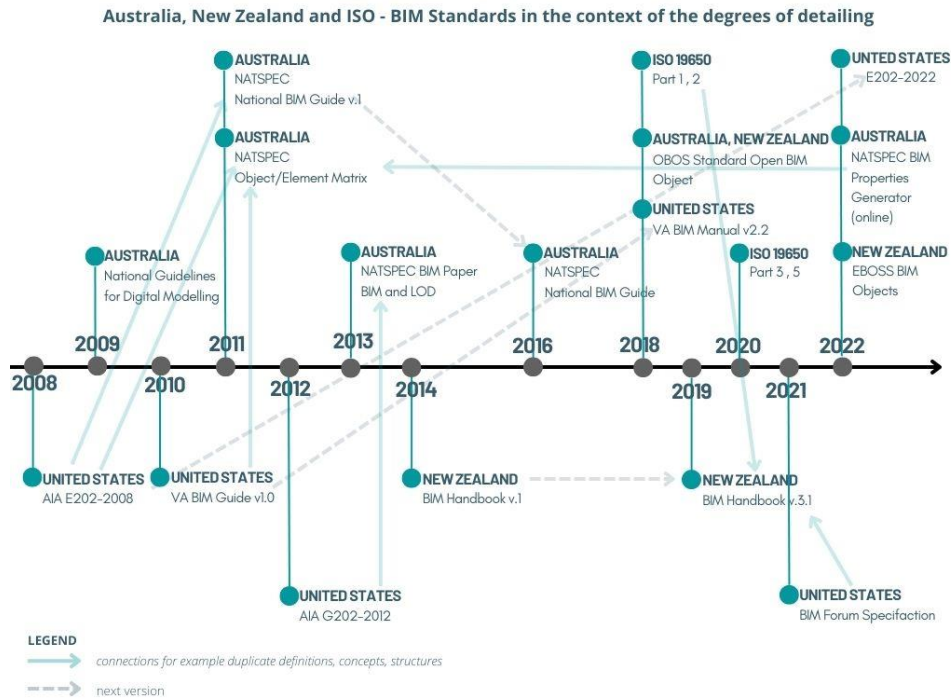 Australia, New Zealand and ISO - BIM Standards in the context of the degrees of detailing
AUSTRALIA
NATSPEC
National BIM Guide v.1
AUSTRALIA
NATSPEC
Object/Element Matrix
ISO 19650
Part 1 , 2
AUSTRALIA, NEW ZEALAND
OBOS Standard Open BIM
Object
UNITED STATES
VA BIM Manual v2.2
UNTED STATES
E202-2022
AUSTRALIA
NATSPEC BIM
Properties
Generator
(online)
NEW ZEALAND
EBOSS BIM
Objects
AUSTRALIA
National Guidelines
for Digital Modelling
AUSTRALIA
NATSPEC BIM Paper
BIM and LOD
AUSTRALIA
NATSPEC
National BIM Guide
ISO 19650
Part 3 , 5
2009
2011
2013
2016
2018
2020
2022
2008
2010
2012
2014
2019
2021
UNITED STATES
AIA E202-2008
UNITED STATES
VA BIM Guide v1.0
NEW ZEALAND
BIM Handbook v.1
NEW ZEALAND
BIM Handbook v.3.1
UNITED STATES
AIA G202-2012
UNITED STATES
BIM Forum Specifaction
LEGEND
connections for example duplicate definitions, concepts, structures
next version